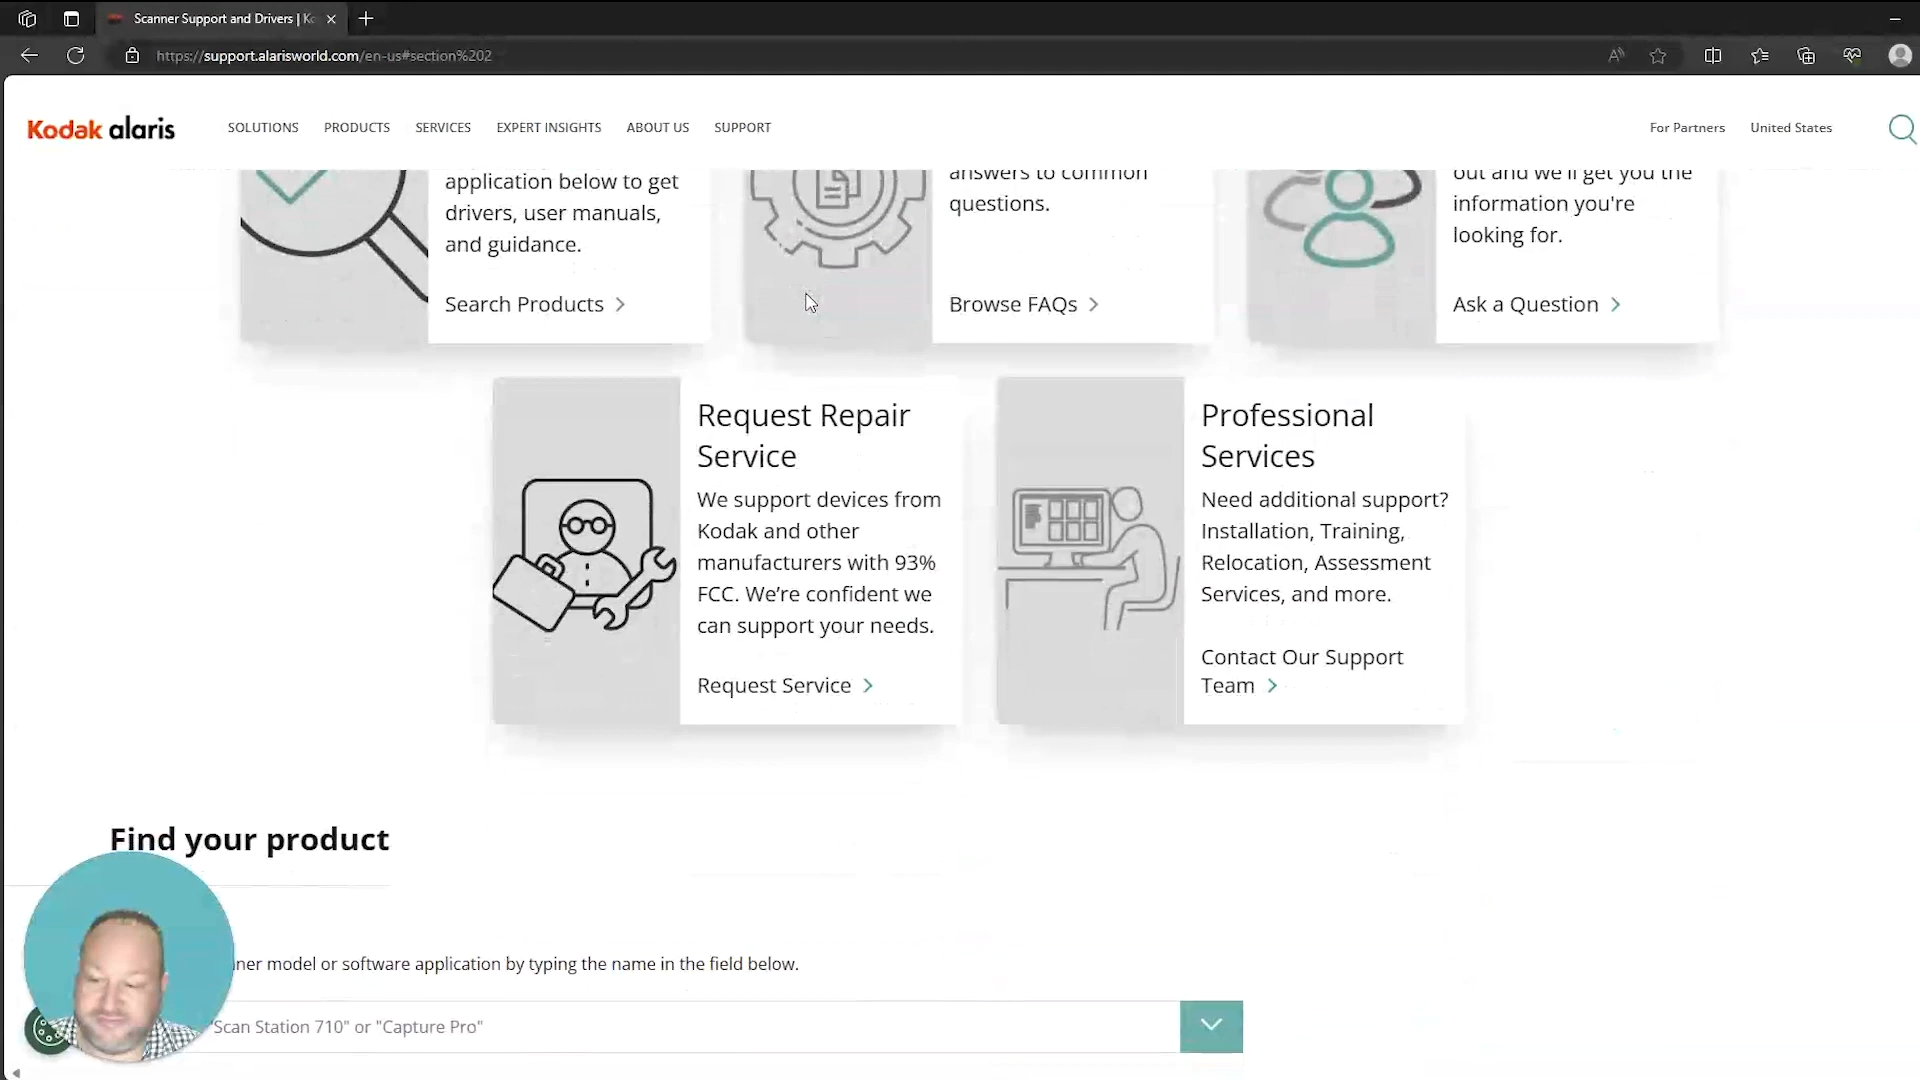 Scanner Support and Drivers |
https://support.alarisworld.com/en-us#section%202
Kodak alaris
SOLUTIONS PRODUCTS SERVICES EXPERT INSIGHTS ABOUT US SUPPORT
For Partners United States
application below to get
drivers, user manuals,
and guidance.
Search Products
answers to common
questions.
Browse FAQs
out and we'll get you the
information you're
looking for.
Ask a Question
Request Repair
Service
We support devices from
Kodak and other
manufacturers with 93%
FCC. We’re confident we
can support your needs.
Request Service
Professional
Services
Need additional support?
Installation, Training,
Relocation, Assessment
Services, and more.
Contact Our Support
Team
Find your product
model or software application by typing the name in the field below.
"Scan Station 710" or "Capture Pro"